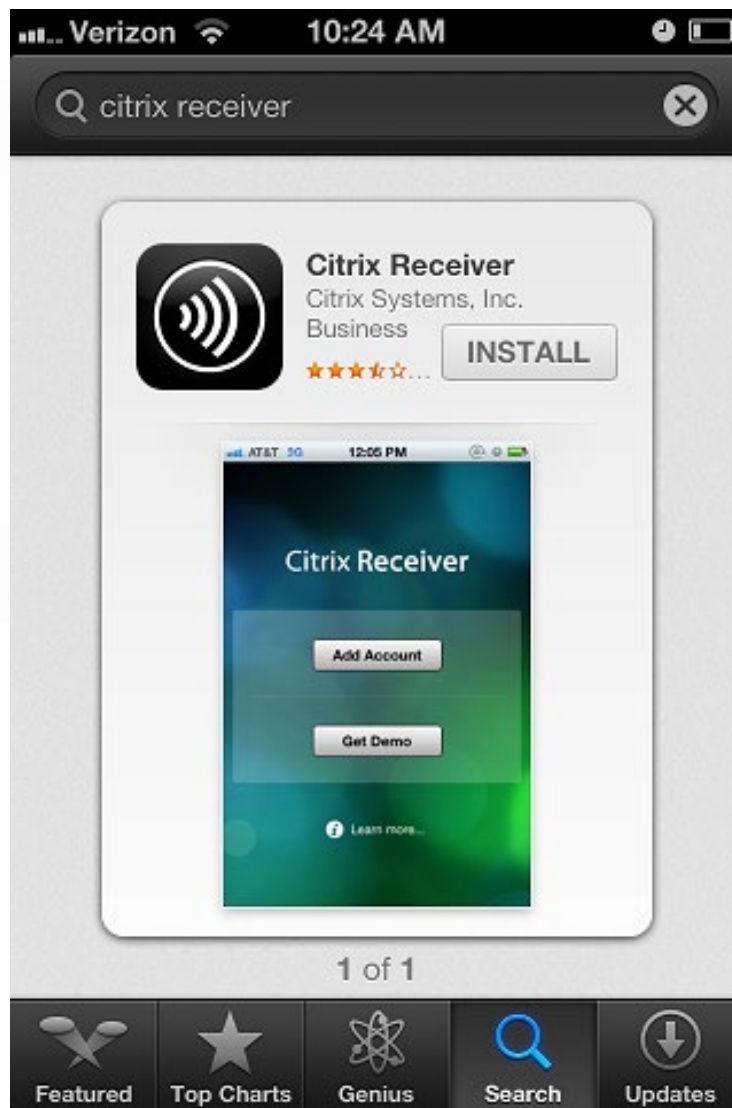 Verizon 10:24 AM
citrix receiver
Citrix Receiver
Citrix Systems, Inc.
Business
...
INSTALL
AT&T 3G 12:05 PM
Citrix Receiver
Add Account
Get Demo
Learn more...
1 of 1
Featured Top Charts Genius Search Updates